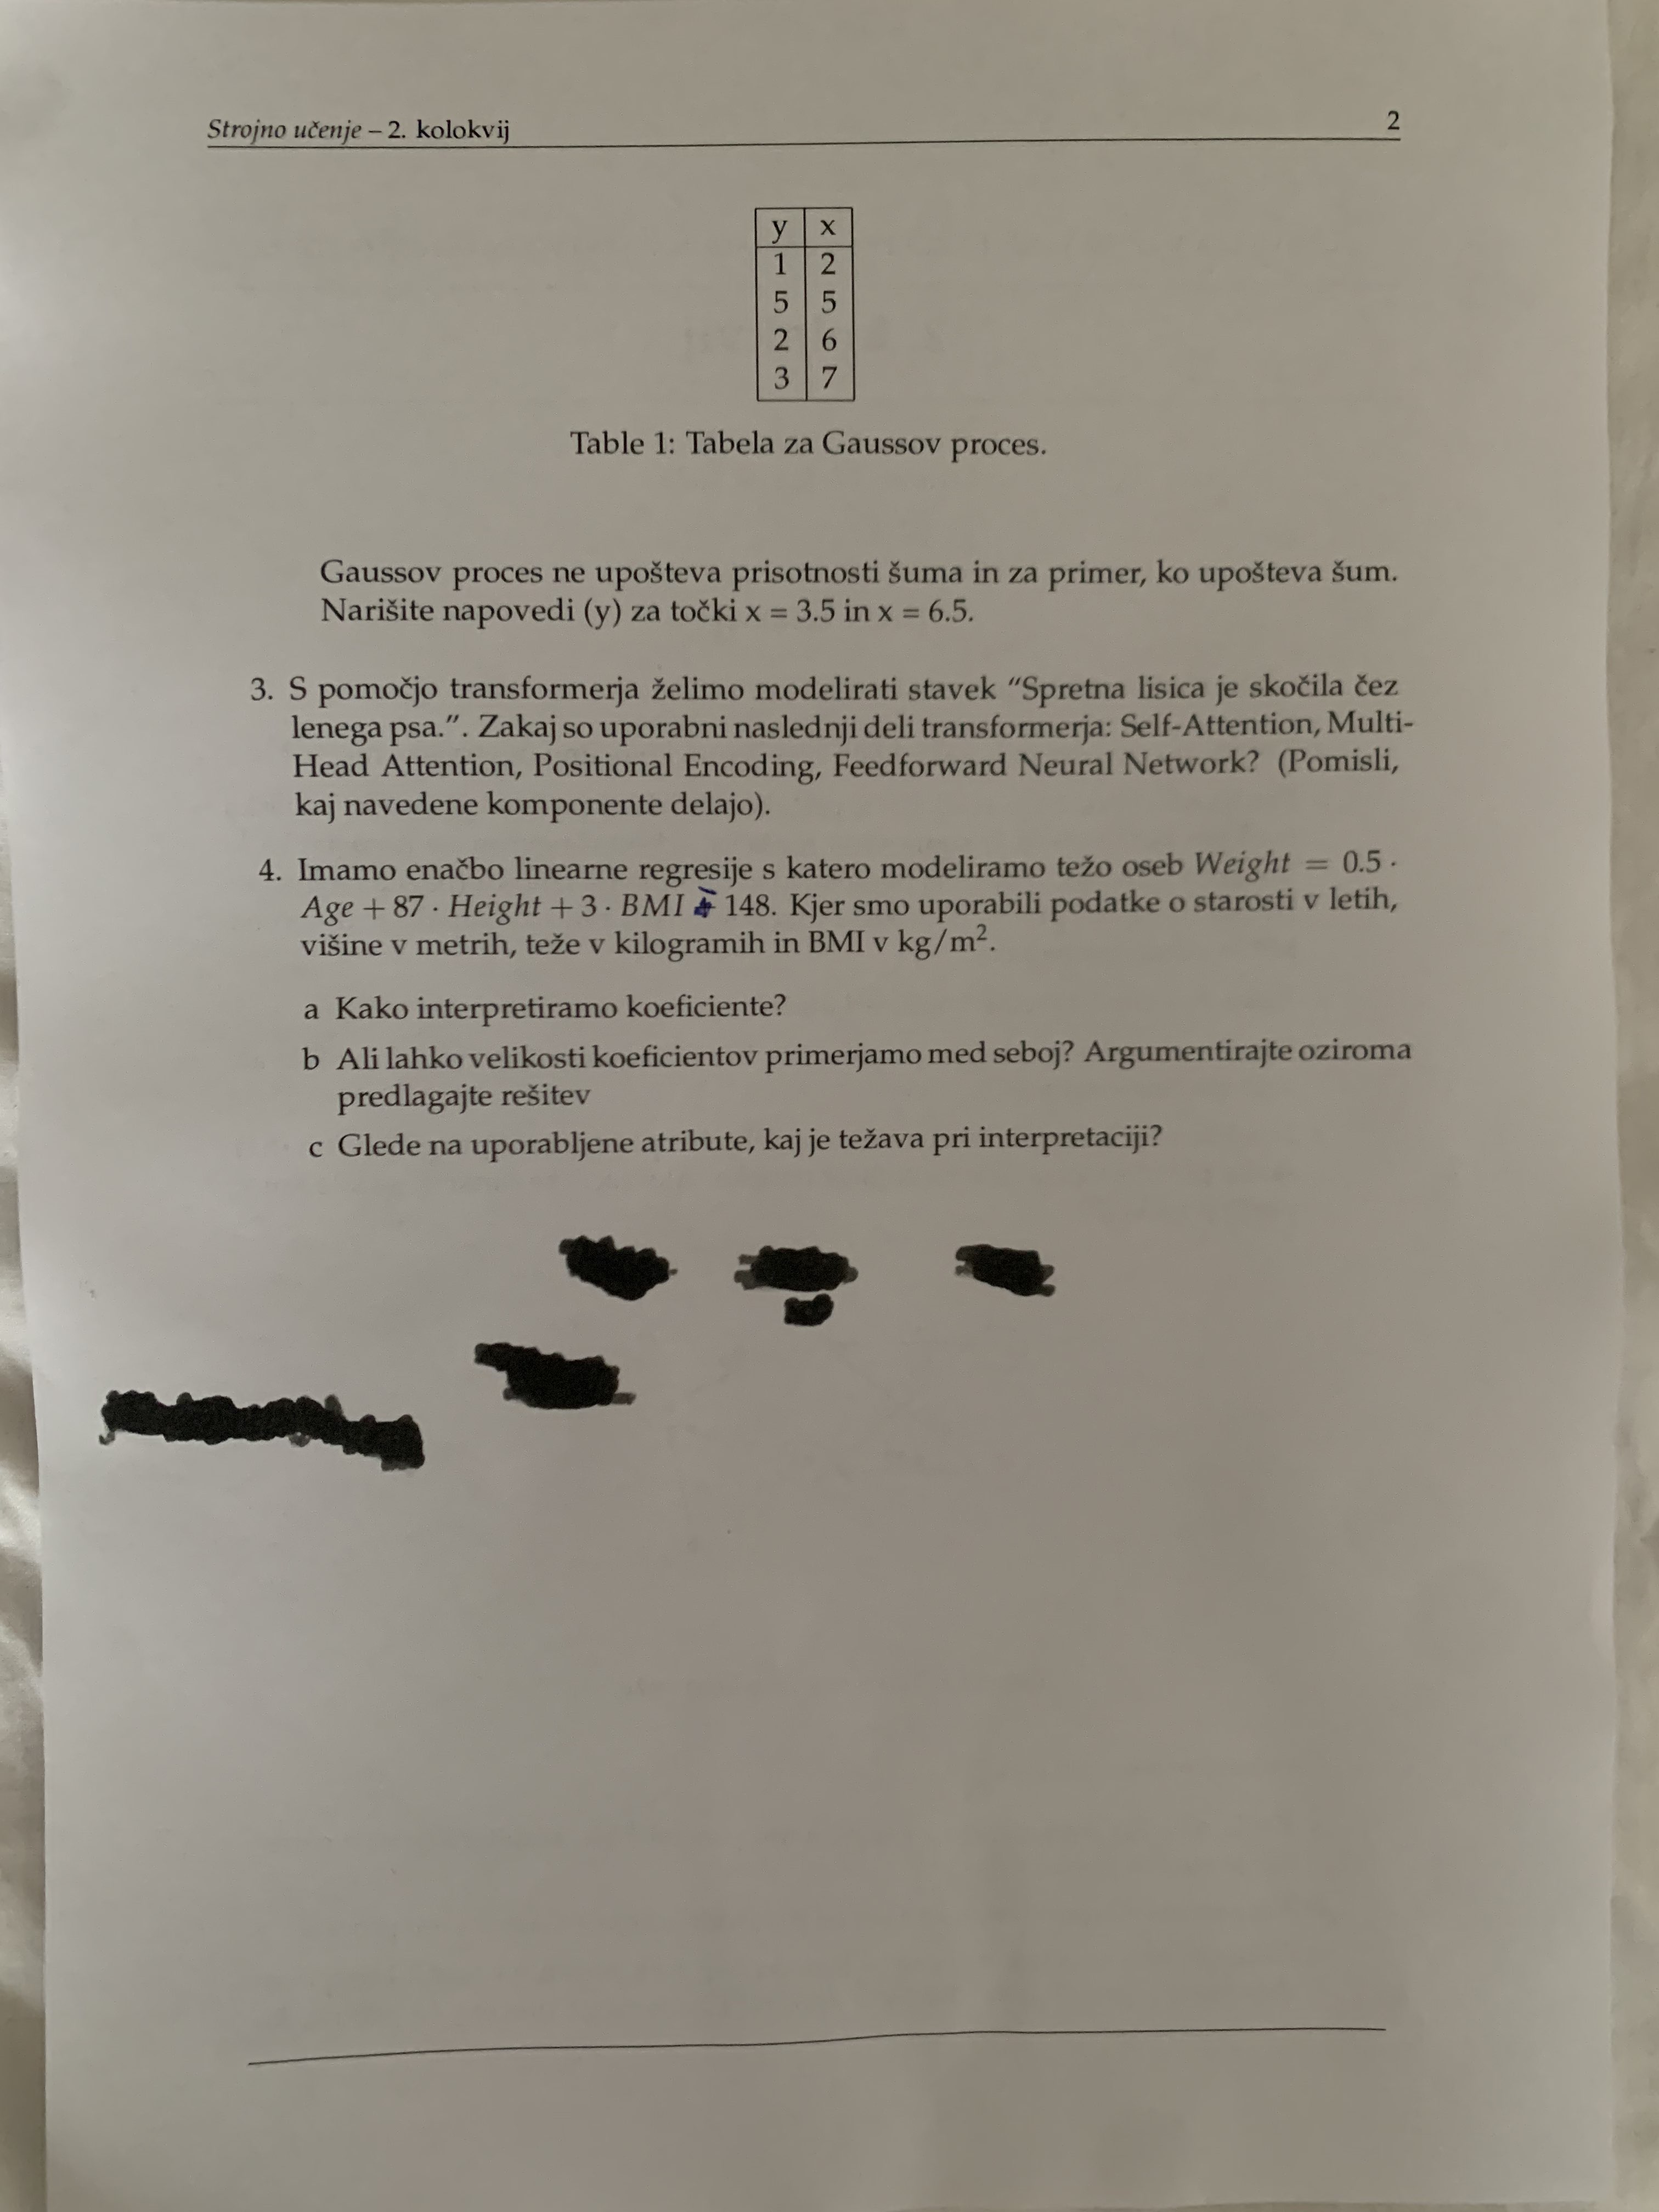 Strojno učenje – 2. kolokvij 2
y x
1 2
5 5
2 6
3 7
Table 1: Tabela za Gaussov proces.
Gaussov proces ne upošteva prisotnosti šuma in za primer, ko upošteva šum.
Narišite napovedi (y) za točki x = 3.5 in x = 6.5.
3. S pomočjo transformerja želimo modelirati stavek “Spretna lisica je skočila čez
lenega psa.”. Zakaj so uporabni naslednji deli transformerja: Self-Attention, Multi-
Head Attention, Positional Encoding, Feedforward Neural Network? (Pomisli,
kaj navedene komponente delajo).
4. Imamo enačbo linearne regresije s katero modeliramo težo oseb Weight = 0.5 ·
Age + 87 · Height + 3 · BMI 148. Kjer smo uporabili podatke o starosti v letih,
višine v metrih, teže v kilogramih in BMI v kg/m².
a Kako interpretiramo koeficiente?
b Ali lahko velikosti koeficientov primerjamo med seboj? Argumentirajte oziroma
predlagajte rešitev
c Glede na uporabljene atribute, kaj je težava pri interpretaciji?